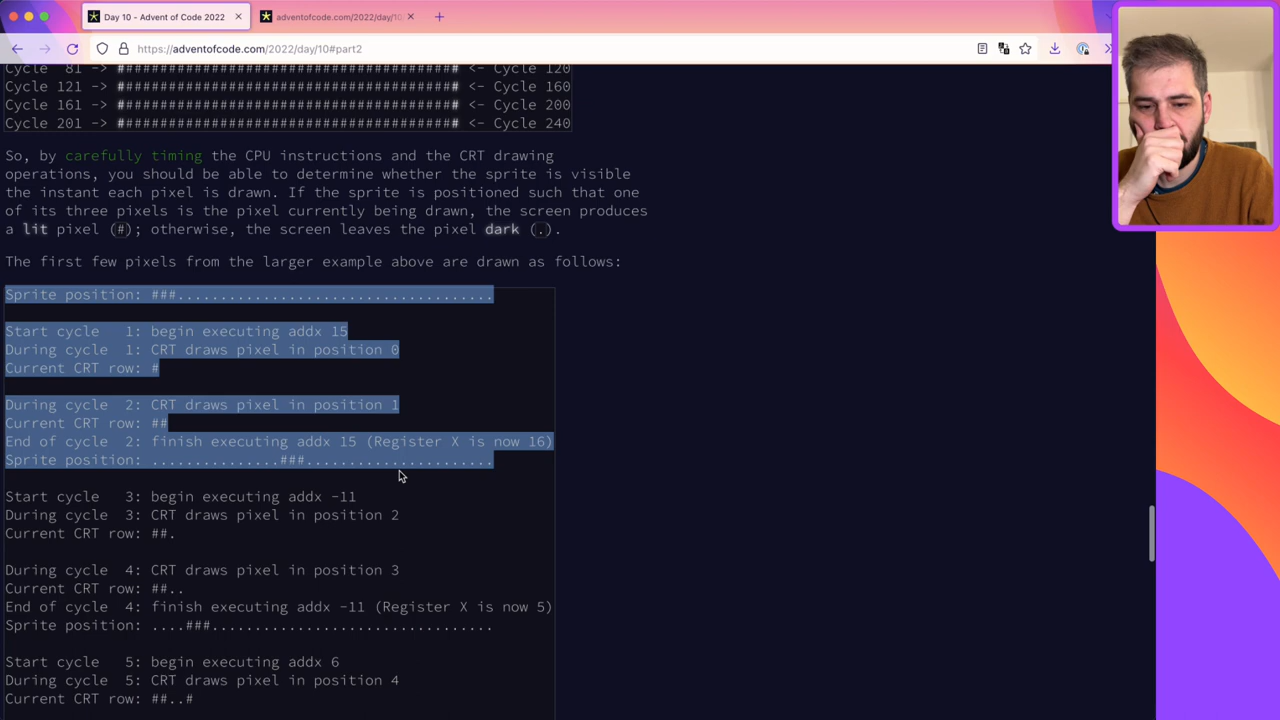 Day 10 - Advent of Code 2022
adventofcode.com/2022/day/10
https://adventofcode.com/2022/day/10#part2
Cycle  81 -> ######################################## <- Cycle 120
Cycle 121 -> ######################################## <- Cycle 160
Cycle 161 -> ######################################## <- Cycle 200
Cycle 201 -> ######################################## <- Cycle 240
So, by carefully timing the CPU instructions and the CRT drawing
operations, you should be able to determine whether the sprite is visible
the instant each pixel is drawn. If the sprite is positioned such that one
of its three pixels is the pixel currently being drawn, the screen produces
a lit pixel (#); otherwise, the screen leaves the pixel dark (.).
The first few pixels from the larger example above are drawn as follows:
Sprite position: ###.....................................
Start cycle   1: begin executing addx 15
During cycle  1: CRT draws pixel in position 0
Current CRT row: #
During cycle  2: CRT draws pixel in position 1
Current CRT row: ##
End of cycle  2: finish executing addx 15 (Register X is now 16)
Sprite position: ...............###......................
Start cycle   3: begin executing addx -11
During cycle  3: CRT draws pixel in position 2
Current CRT row: ##.
During cycle  4: CRT draws pixel in position 3
Current CRT row: ##..
End of cycle  4: finish executing addx -11 (Register X is now 5)
Sprite position: ....###.................................
Start cycle   5: begin executing addx 6
During cycle  5: CRT draws pixel in position 4
Current CRT row: ##..#